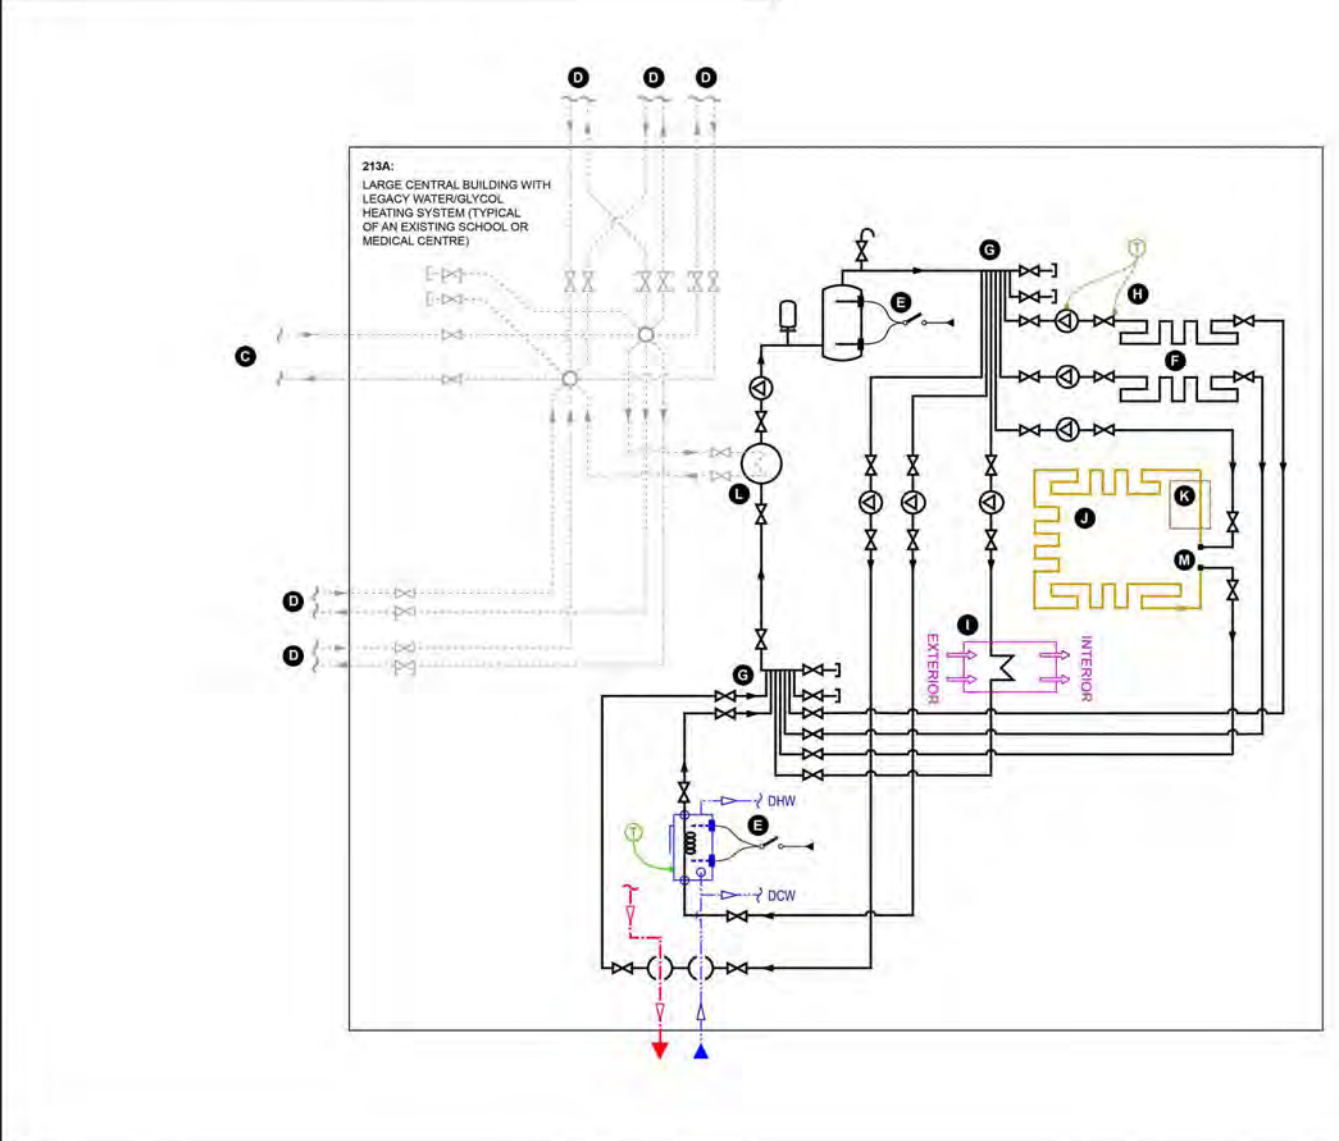 D D D
213A:
LARGE CENTRAL BUILDING WITH
LEGACY WATER/GLYCOL
HEATING SYSTEM (TYPICAL
OF AN EXISTING SCHOOL OR
MEDICAL CENTRE)
G
T
E
H
C
F
L
K
J
M
D
I
EXTERIOR
INTERIOR
D
G
DHW
T
E
DCW